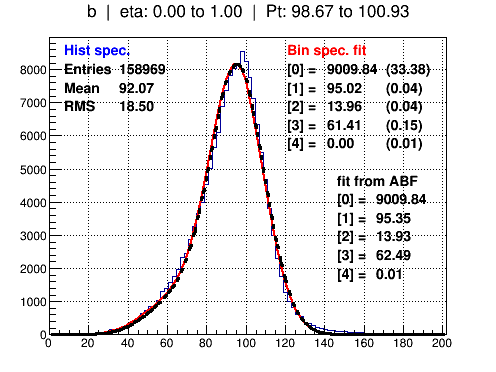 b | eta: 0.00 to 1.00 | Pt: 98.67 to 100.93
Hist spec.
Entries 158969
Mean 92.07
RMS 18.50
Bin spec. fit
[0] = 9009.84 (33.38)
[1] = 95.02 (0.04)
[2] = 13.96 (0.04)
[3] = 61.41 (0.15)
[4] = 0.00 (0.01)
fit from ABF
[0] = 9009.84
[1] = 95.35
[2] = 13.93
[3] = 62.49
[4] = 0.01
8000
7000
6000
5000
4000
3000
2000
1000
0
0 20 40 60 80 100 120 140 160 180 200